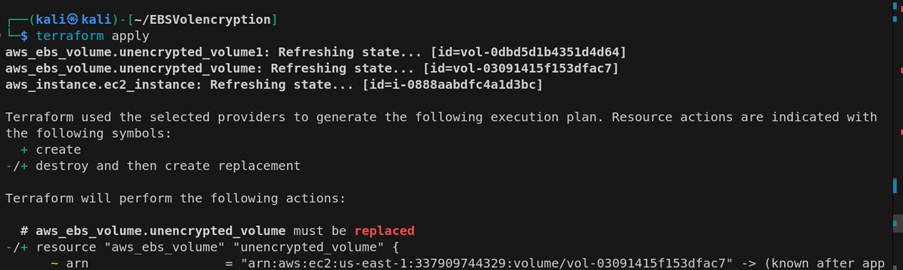 ┌──(kali㉿kali)-[~/EBSVolencryption]
└─$ terraform apply
aws_ebs_volume.unencrypted_volume1: Refreshing state... [id=vol-0dbd5d1b4351d4d64]
aws_ebs_volume.unencrypted_volume: Refreshing state... [id=vol-03091415f153dfac7]
aws_instance.ec2_instance: Refreshing state... [id=i-0888aabdfc4a1d3bc]
Terraform used the selected providers to generate the following execution plan. Resource actions are indicated with
the following symbols:
  + create
-/+ destroy and then create replacement
Terraform will perform the following actions:
  # aws_ebs_volume.unencrypted_volume must be replaced
-/+ resource "aws_ebs_volume" "unencrypted_volume" {
      ~ arn                  = "arn:aws:ec2:us-east-1:337909744329:volume/vol-03091415f153dfac7" -> (known after app